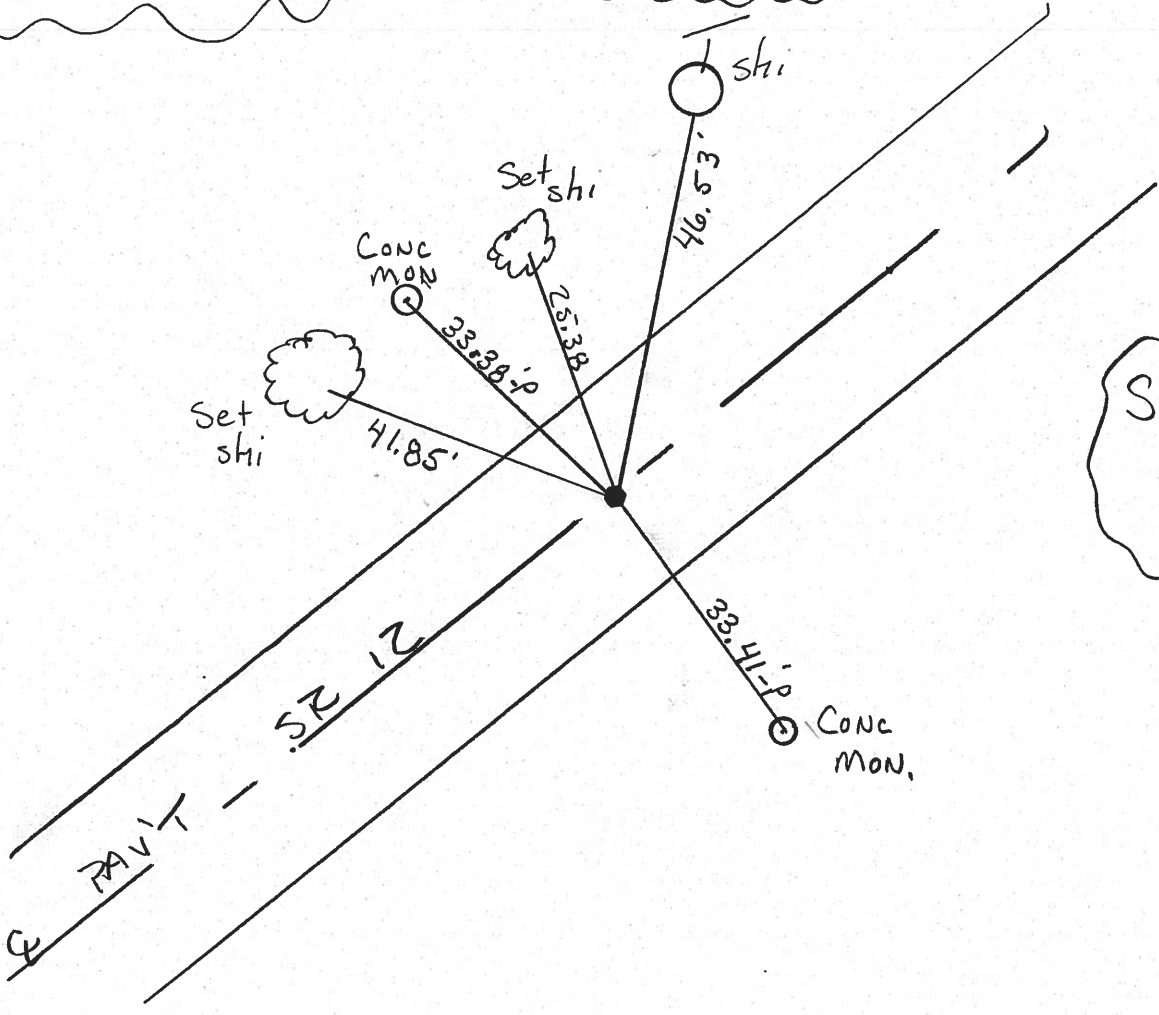 shi
46.53'
Set
shi
Conc
mon
25.38
33.38'-p
Set
shi
41.85'
S
33.41'-p
Conc
mon.
SR 12
PAV'T
℄